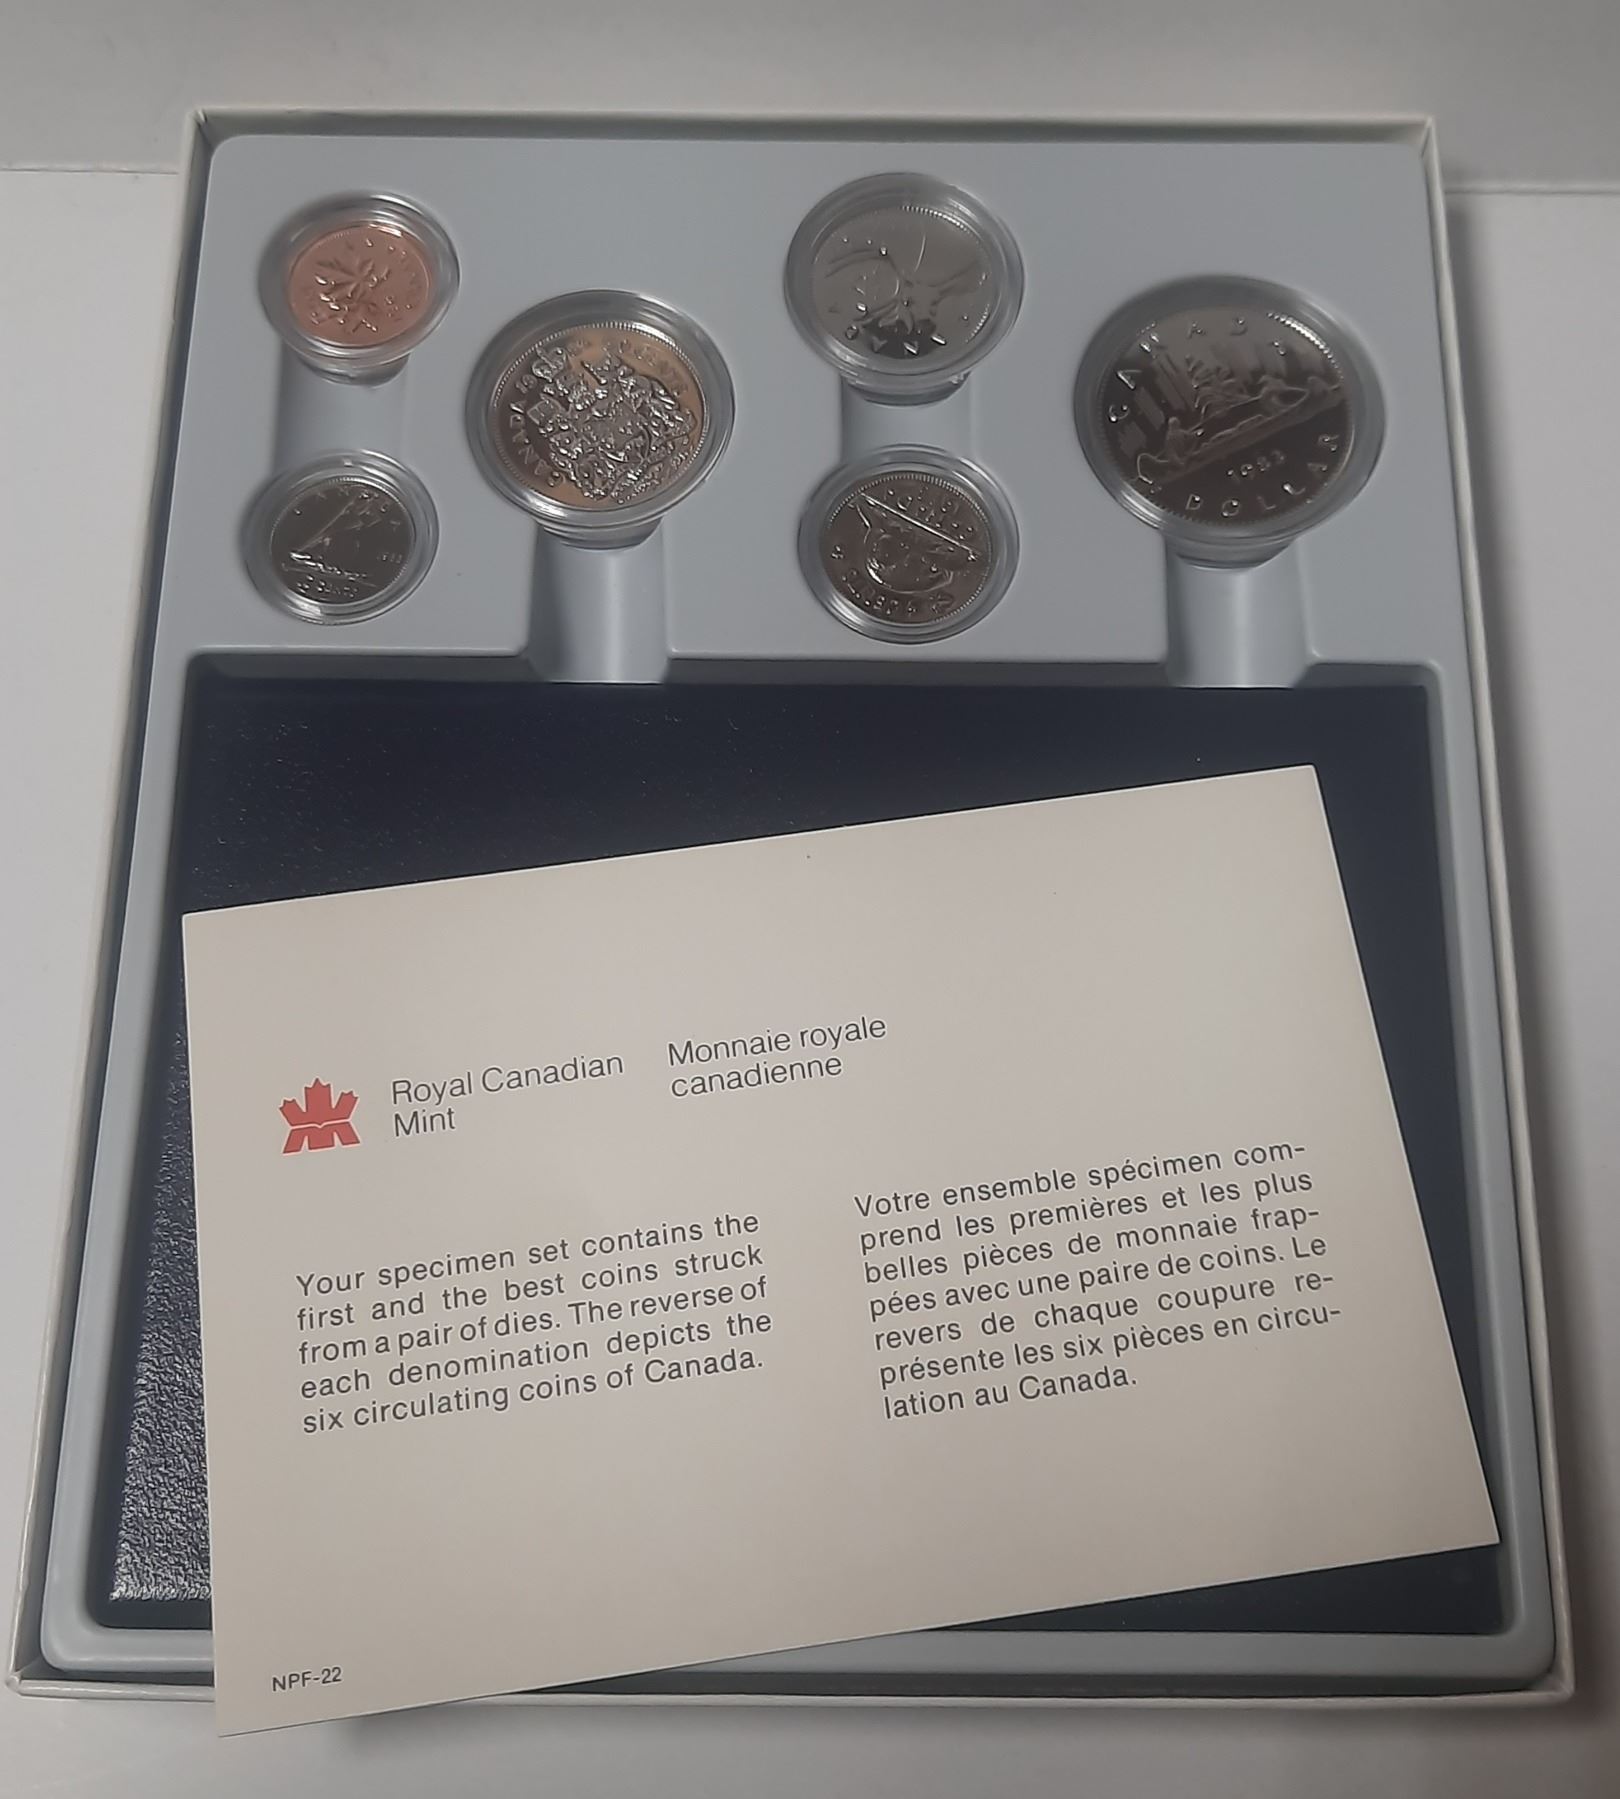 CANADA
DOLLAR
1983
Royal Canadian
Mint
Monnaie royale
canadienne
Your specimen set contains the
first and the best coins struck
from a pair of dies. The reverse of
each denomination depicts the
six circulating coins of Canada.
Votre ensemble spécimen com-
prend les premières et les plus
belles pièces de monnaie frap-
pées avec une paire de coins. Le
revers de chaque coupure re-
présente les six pièces en circu-
lation au Canada.
NPF-22